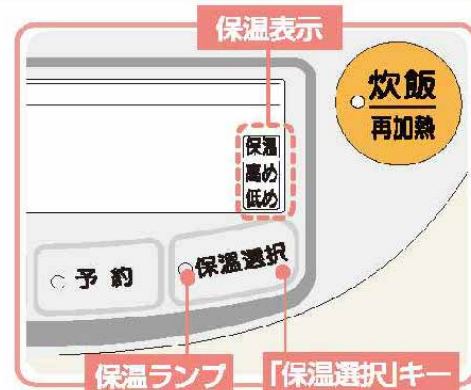 保温表示
炊飯
再加熱
保温
高め
低め
予約
保温選択
保温ランプ
「保温選択」キー